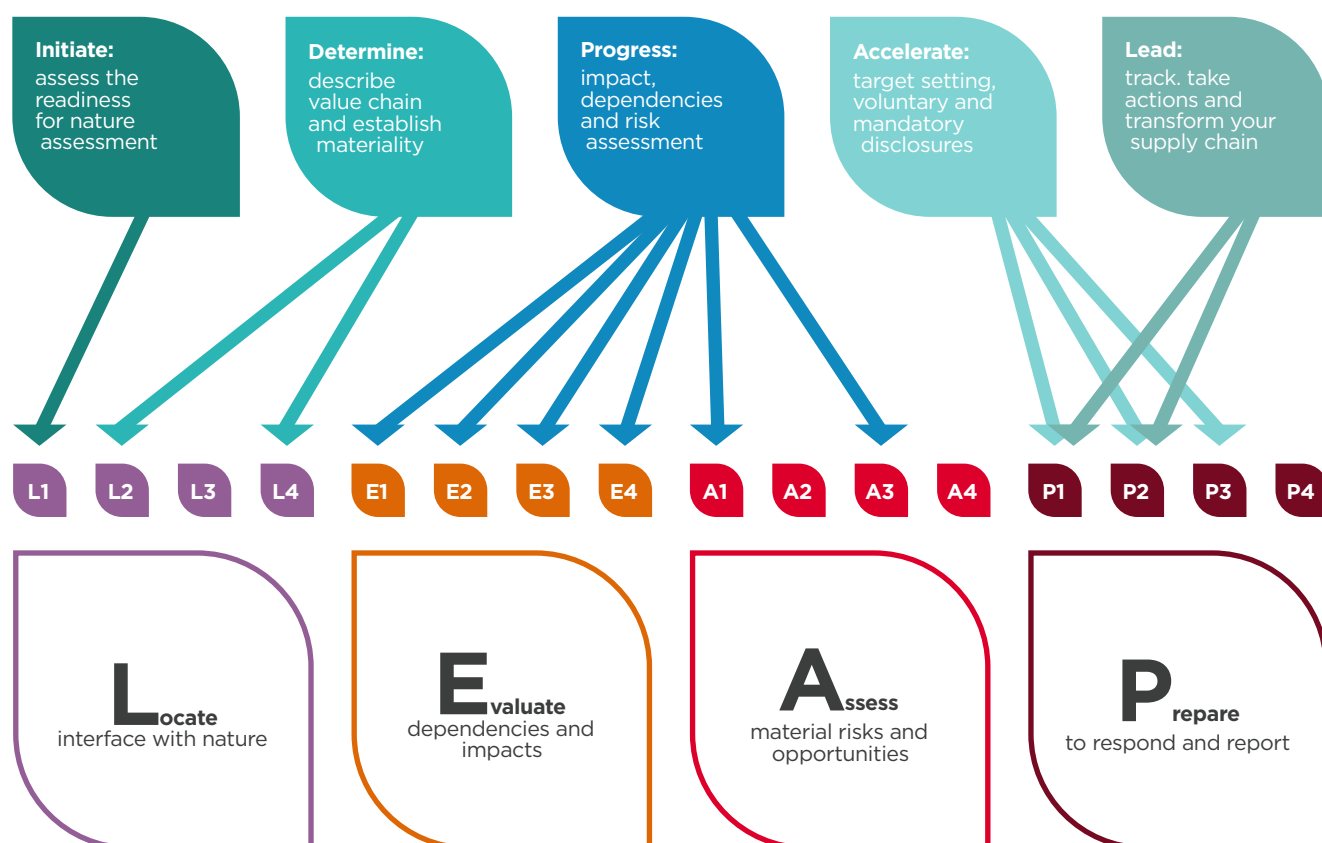 Initiate:
assess the
readiness
for nature
assessment
Determine:
describe
value chain
and establish
materiality
Progress:
impact,
dependencies
and risk
assessment
Accelerate:
target setting,
voluntary and
mandatory
disclosures
Lead:
track. take
actions and
transform your
supply chain
L1 L2 L3 L4 E1 E2 E3 E4 A1 A2 A3 A4 P1 P2 P3 P4
Locate
interface with nature
Evaluate
dependencies and
impacts
Assess
material risks and
opportunities
Prepare
to respond and report